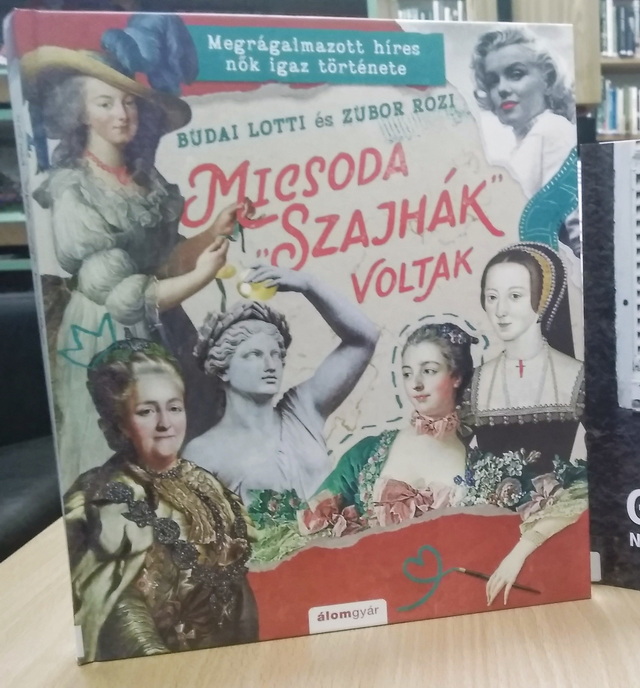 Megrágalmazott híres
nők igaz története
BUDAI LOTTI és ZUBOR ROZI
MICSODA
"SZAJHÁK"
VOLTAK
álomgyár